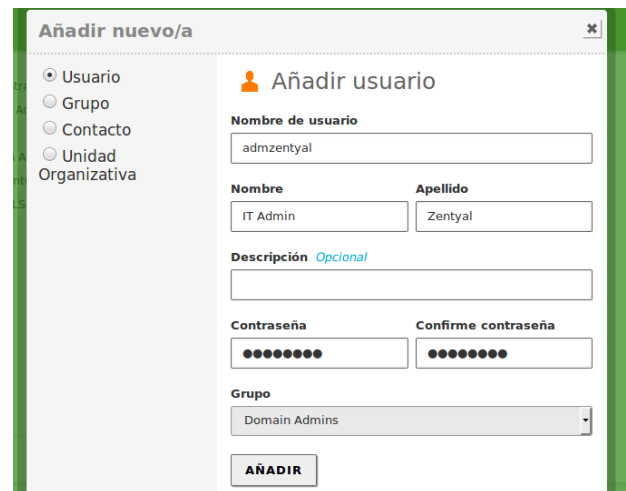 Añadir nuevo/a
Usuario
Grupo
Contacto
Unidad
Organizativa
Añadir usuario
Nombre de usuario
admzentyal
Nombre Apellido
IT Admin Zentyal
Descripción Opcional
Contraseña Confirme contraseña
●●●●●●●● ●●●●●●●●
Grupo
Domain Admins
AÑADIR